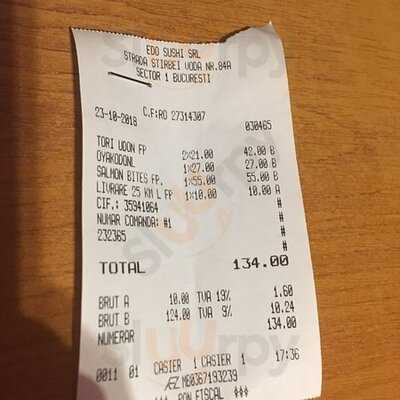 EDO SUSHI SRL
STRADA STIRBEI VODA NR.84A
SECTOR 1 BUCURESTI
C.F:RO 27314307
23-10-2018 030465
TORI UDON FP 2x21.00 42.00 B
OYAKODONL 1x27.00 27.00 B
SALMON BITES FP. 1x55.00 55.00 B
LIVRARE 25 KM L FP 1x10.00 10.00 A
CIF.: 35941064 #
NUMAR COMANDA: #1 #
232365 #
#
TOTAL 134.00
BRUT A 10.00 TVA 19% 1.60
BRUT B 124.00 TVA 9% 10.24
NUMERAR 134.00
0011 01 CASIER 1 CASIER 1 17:36
ÆZ ME0367193239
◊◊◊ BON FISCAL ◊◊◊
sluurpy